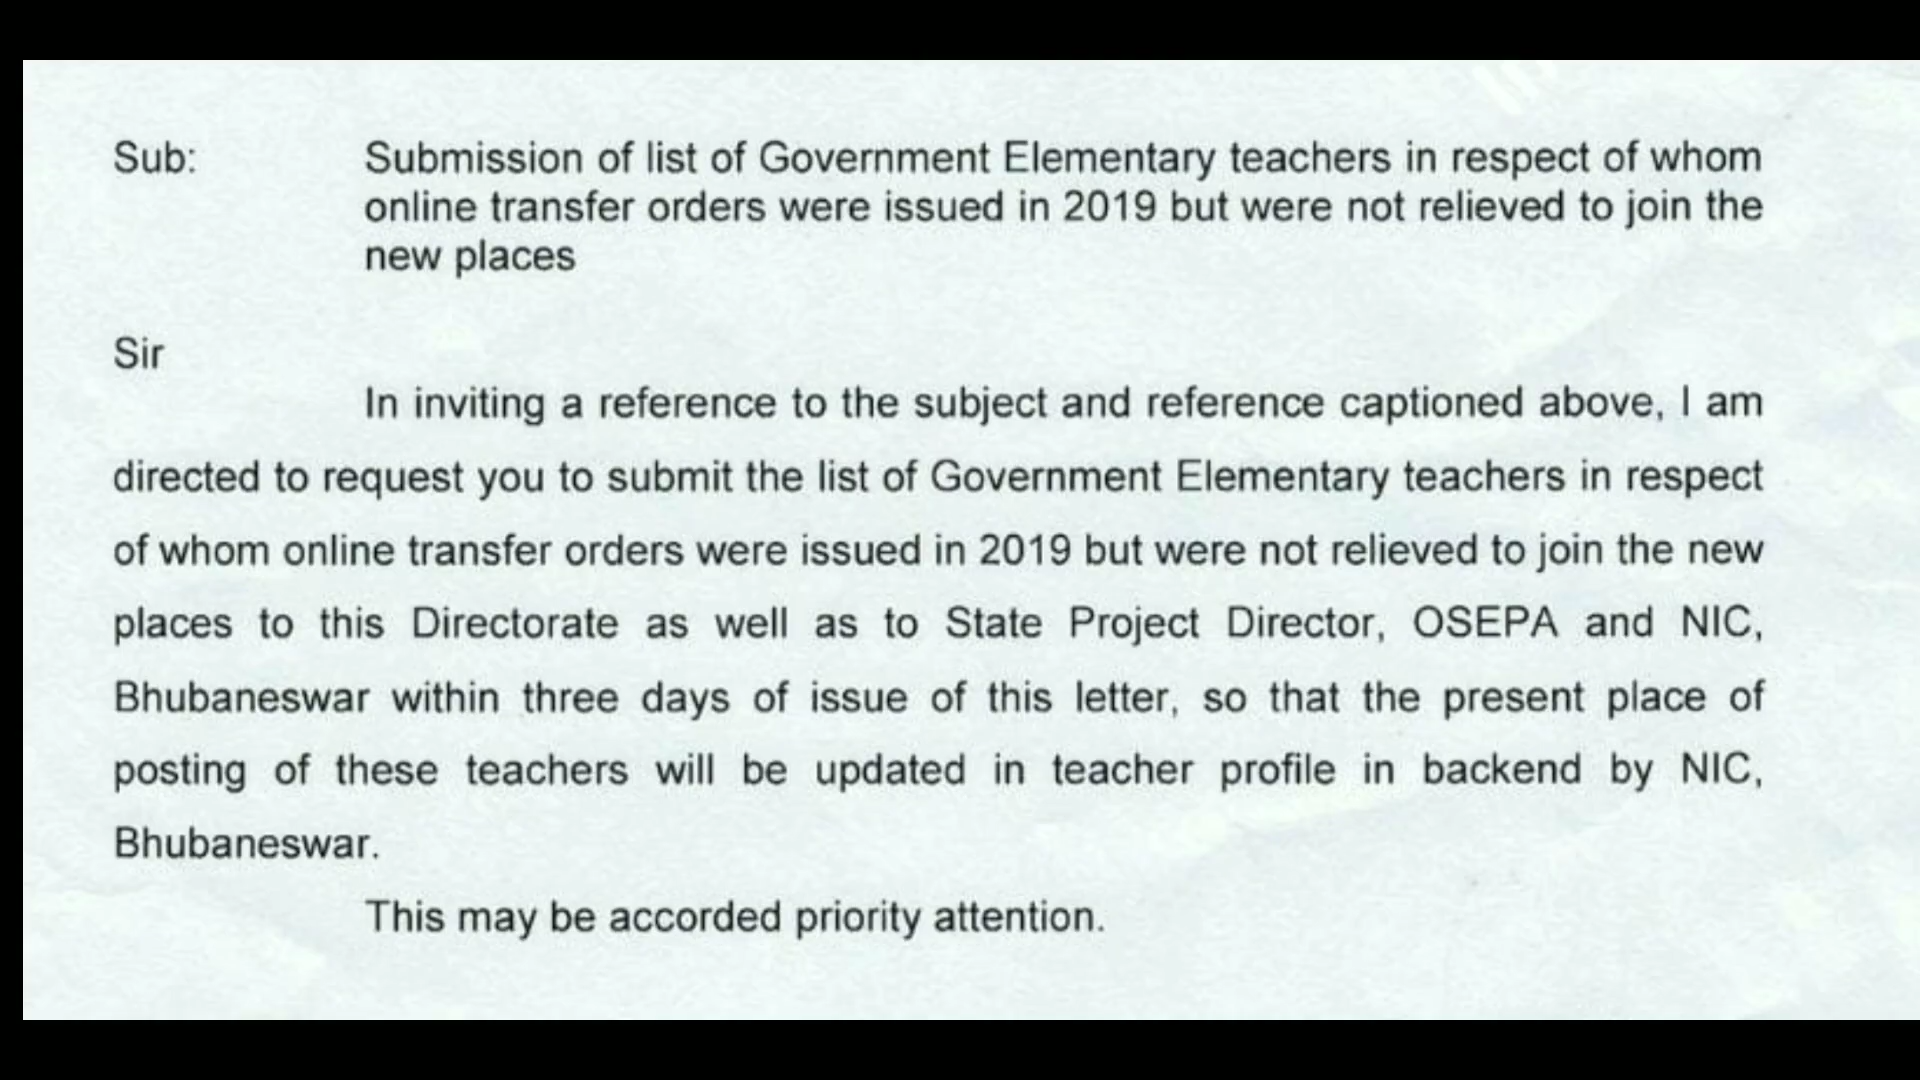 Sub: Submission of list of Government Elementary teachers in respect of whom
online transfer orders were issued in 2019 but were not relieved to join the
new places
Sir
In inviting a reference to the subject and reference captioned above, I am
directed to request you to submit the list of Government Elementary teachers in respect
of whom online transfer orders were issued in 2019 but were not relieved to join the new
places to this Directorate as well as to State Project Director, OSEPA and NIC,
Bhubaneswar within three days of issue of this letter, so that the present place of
posting of these teachers will be updated in teacher profile in backend by NIC,
Bhubaneswar.
This may be accorded priority attention.